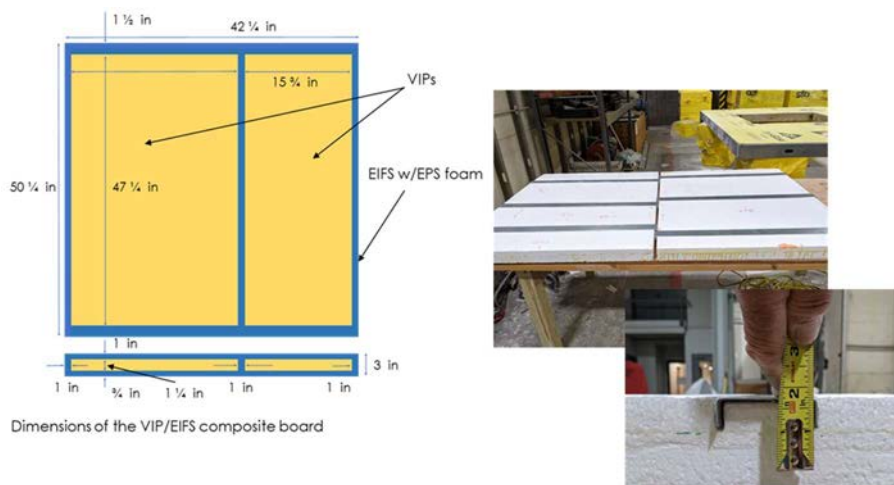 1 ½ in
42 ¼ in
15 ¾ in
VIPs
EIFS w/EPS foam
50 ¼ in
47 ¼ in
1 in
3 in
1 in
¾ in
1 ¼ in
1 in
1 in
Dimensions of the VIP/EIFS composite board
3
2